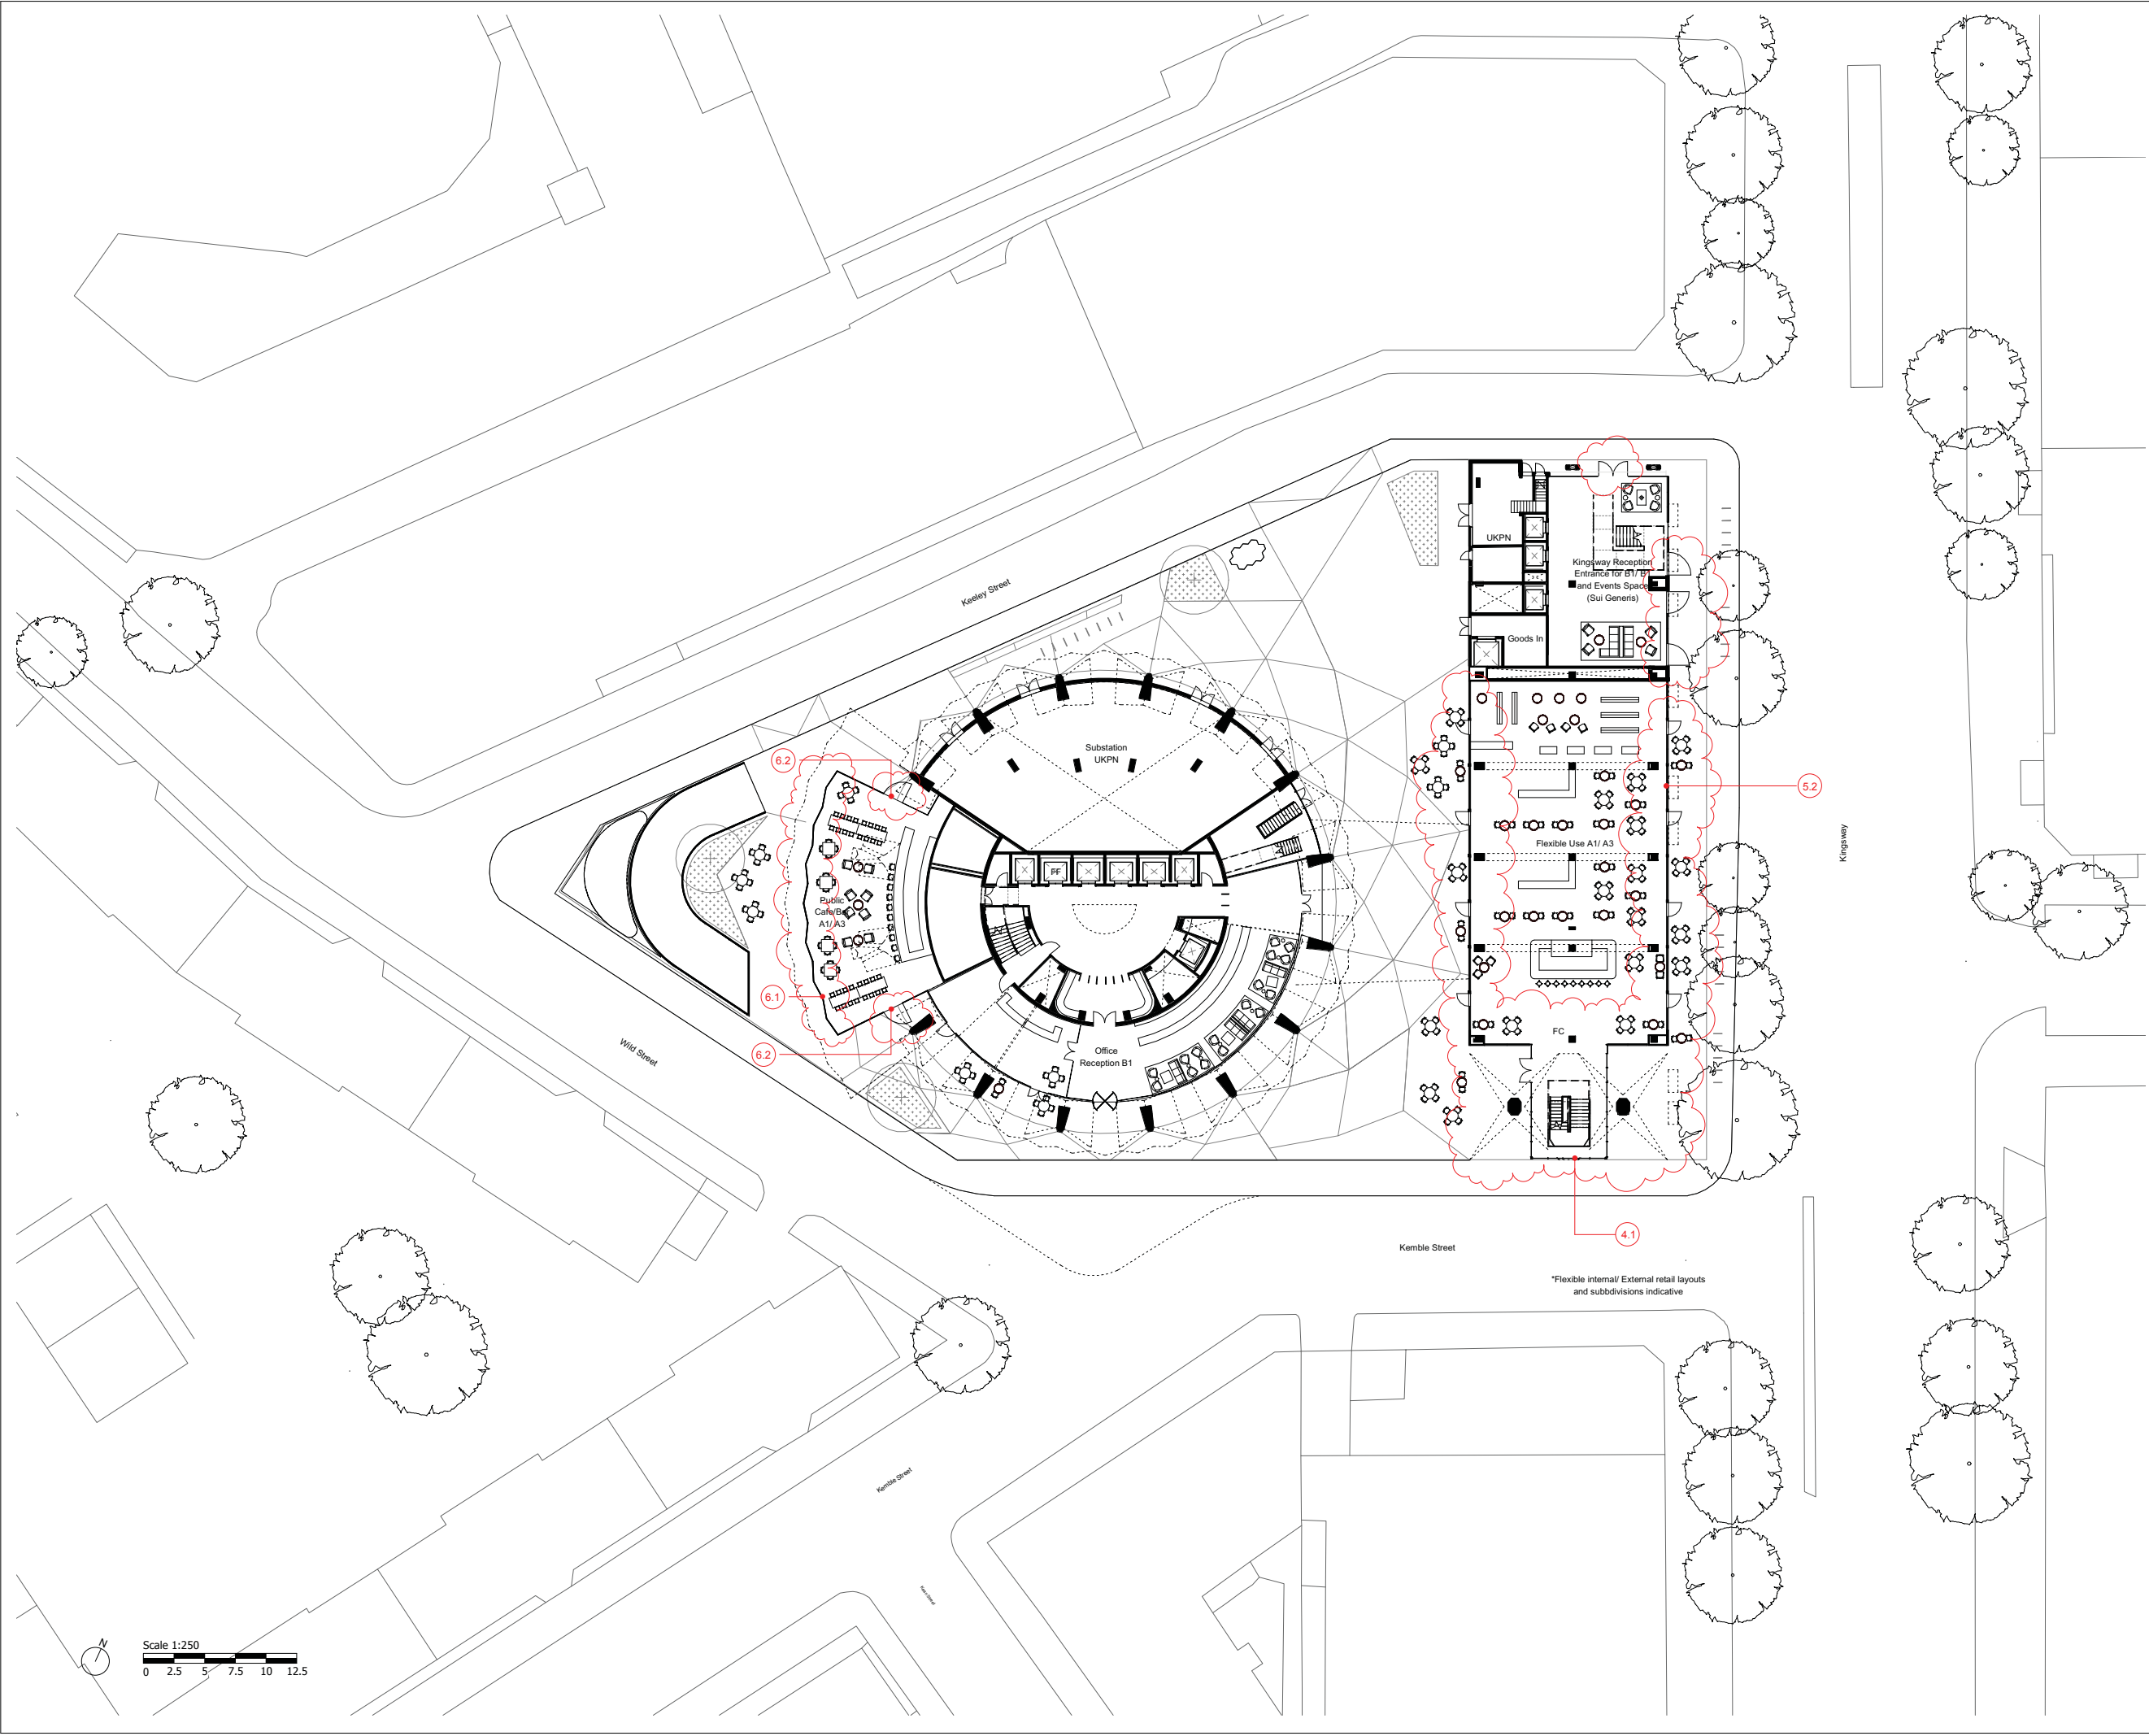 UKPN
Kingsway Reception
Entrance for B1/ B1
and Events Space
(Sui Generis)
Keeley Street
Goods In
Substation
UKPN
6.2
5.2
Kingsway
Flexible Use A1/ A3
FF
Public
Cafe/Bar
A1/ A3
6.1
FC
Wild Street
6.2
Office
Reception B1
4.1
Kemble Street
*Flexible internal/ External retail layouts
and subbdivisions indicative
Kemble Street
N
Scale 1:250
0 2.5 5 7.5 10 12.5